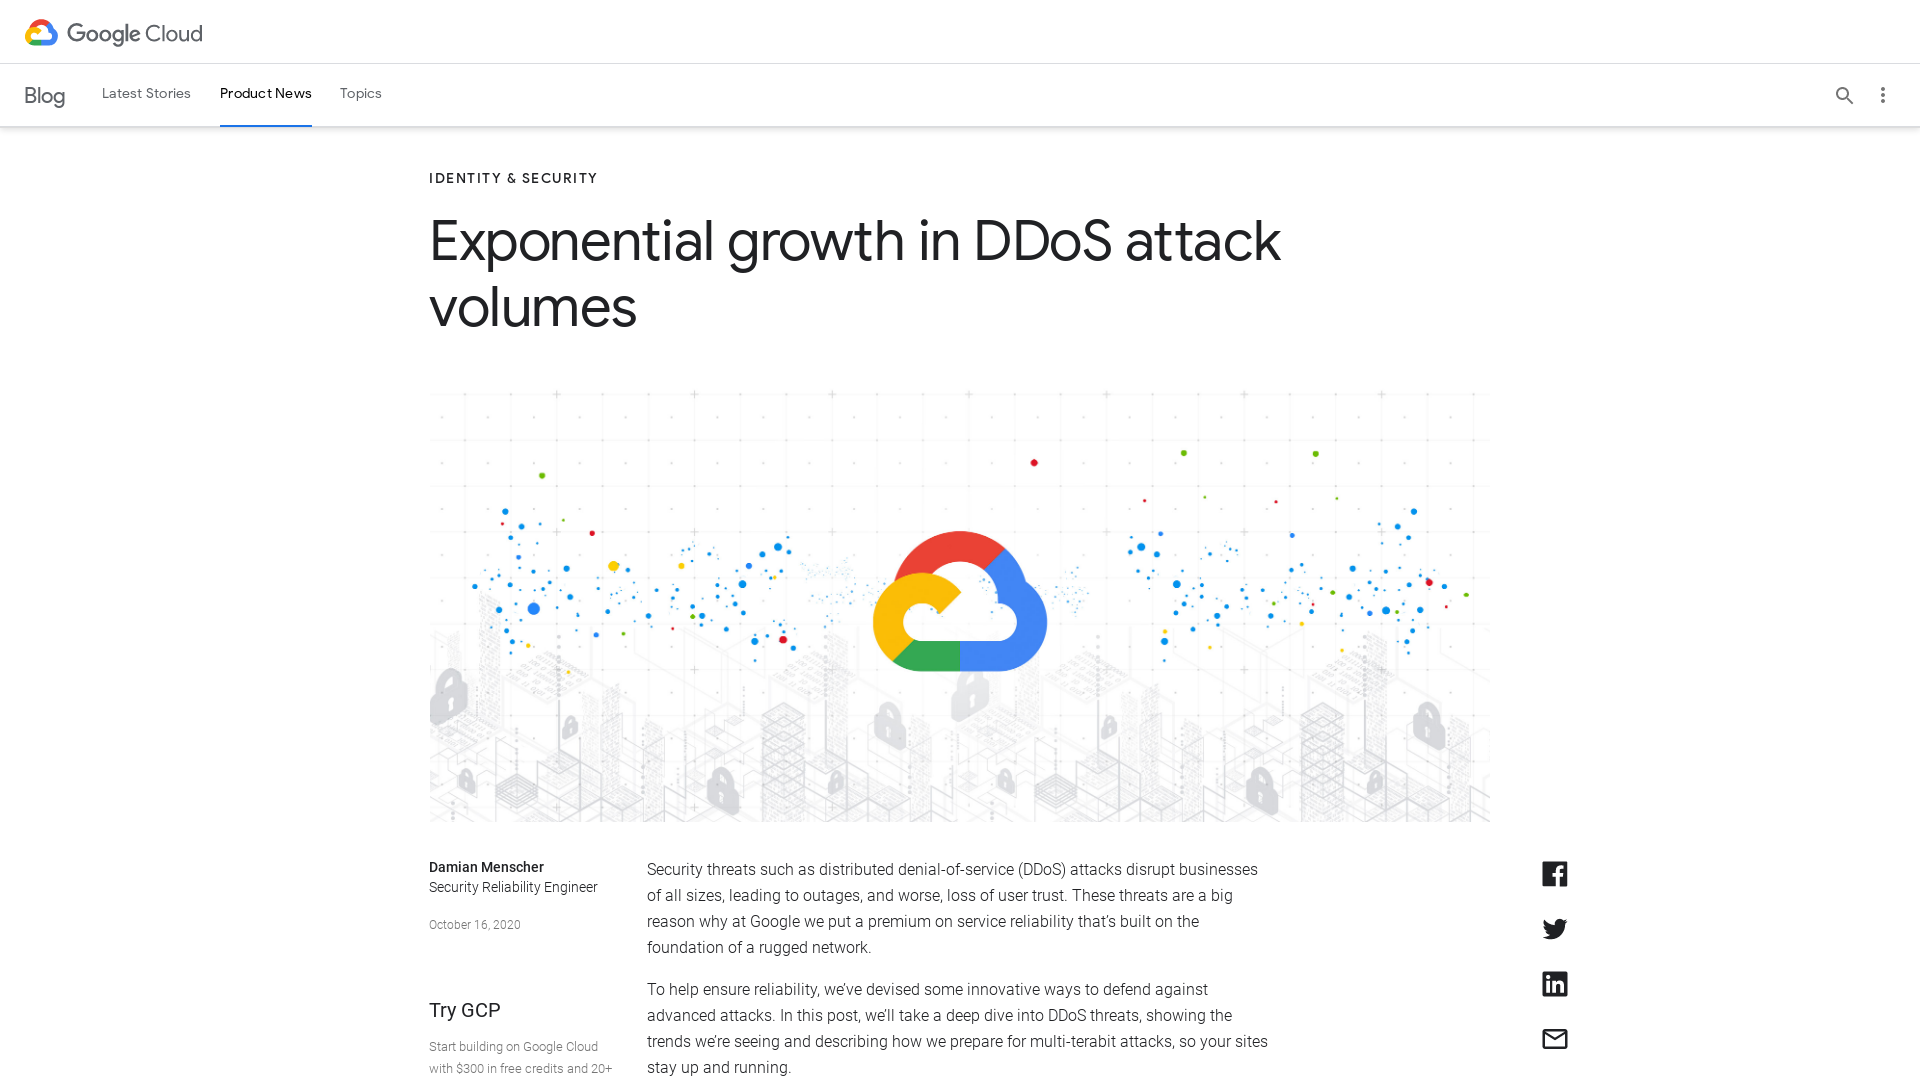 Google Cloud
Blog
Latest Stories
Product News
Topics
IDENTITY & SECURITY
Exponential growth in DDoS attack
volumes
Damian Menscher
Security Reliability Engineer
October 16, 2020
Try GCP
Start building on Google Cloud
with $300 in free credits and 20+
Security threats such as distributed denial-of-service (DDoS) attacks disrupt businesses
of all sizes, leading to outages, and worse, loss of user trust. These threats are a big
reason why at Google we put a premium on service reliability that’s built on the
foundation of a rugged network.
To help ensure reliability, we’ve devised some innovative ways to defend against
advanced attacks. In this post, we’ll take a deep dive into DDoS threats, showing the
trends we’re seeing and describing how we prepare for multi-terabit attacks, so your sites
stay up and running.